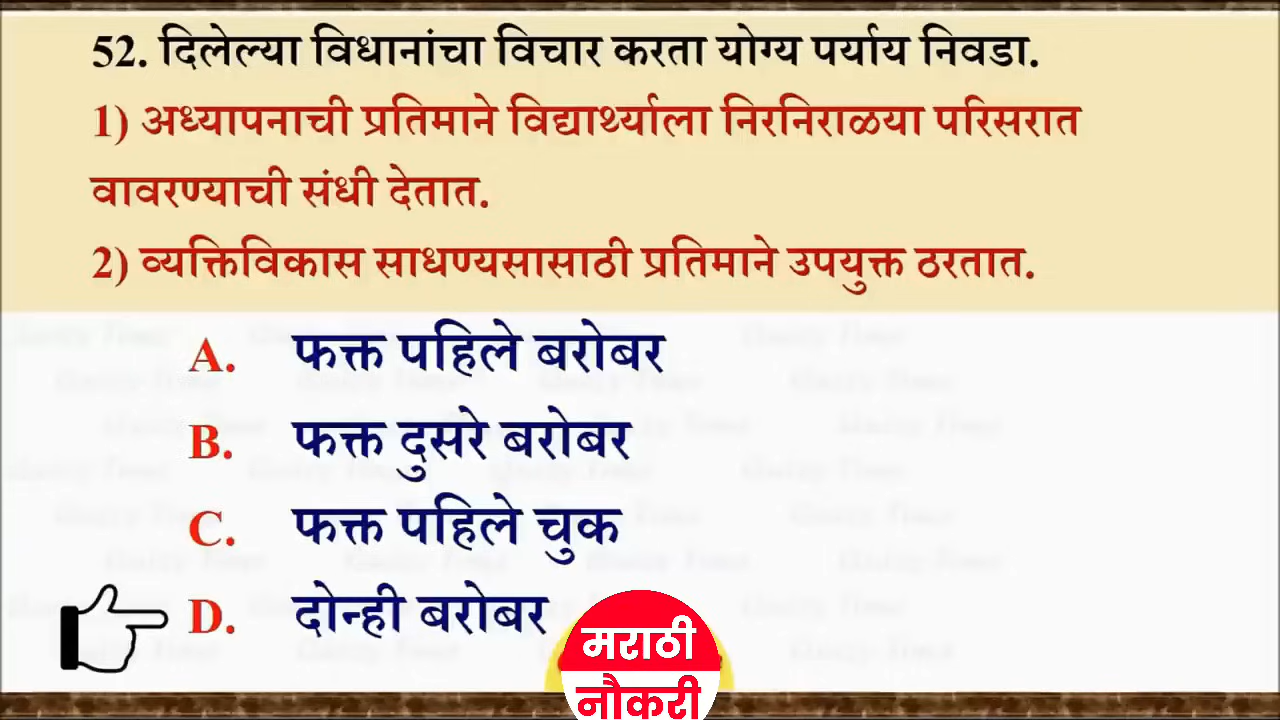 52. दिलेल्या विधानांचा विचार करता योग्य पर्याय निवडा.
1) अध्यापनाची प्रतिमाने विद्यार्थ्याला निरनिराळया परिसरात
वावरण्याची संधी देतात.
2) व्यक्तिविकास साधण्यसासाठी प्रतिमाने उपयुक्त ठरतात.
A. फक्त पहिले बरोबर
B. फक्त दुसरे बरोबर
C. फक्त पहिले चुक
D. दोन्ही बरोबर
मराठी
नौकरी